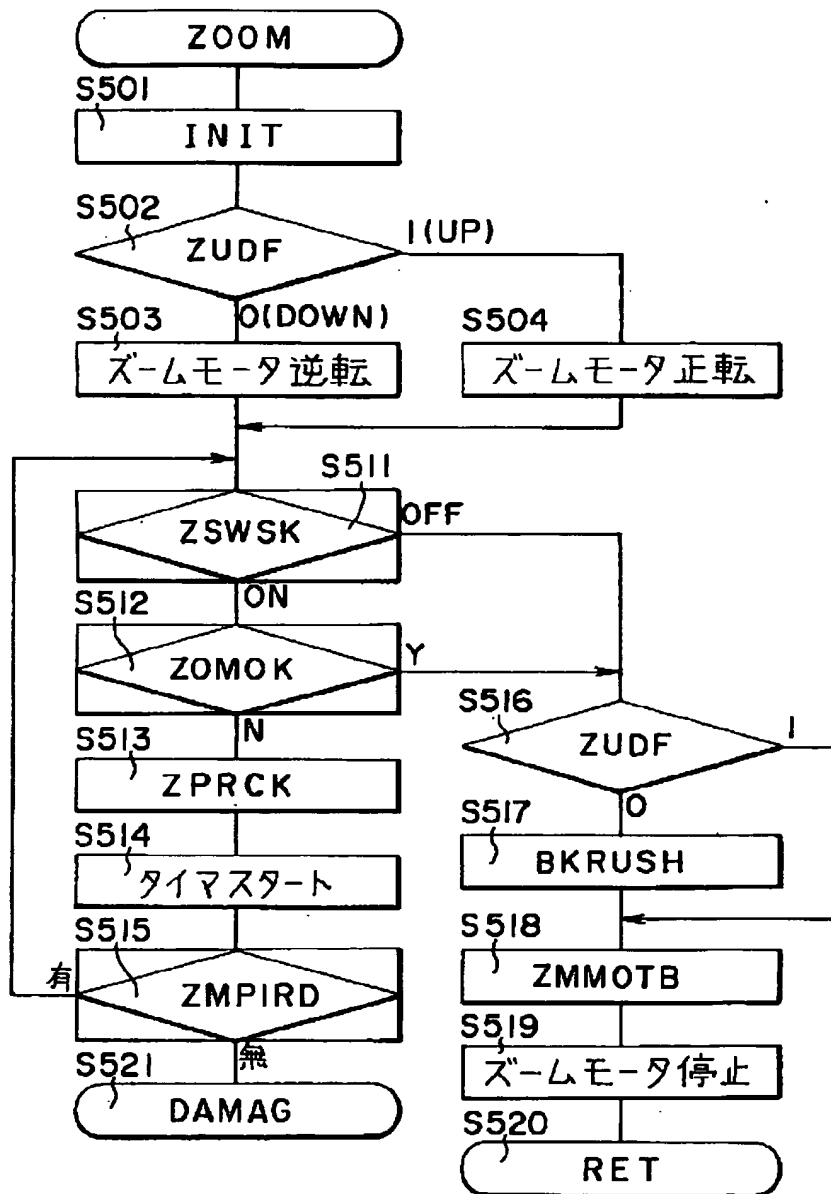 ZOOM
S501
INIT
S502
ZUDF
1(UP)
0(DOWN)
S503
ズームモータ逆転
S504
ズームモータ正転
S511
ZSWSK
OFF
ON
S512
ZOMOK
Y
N
S513
ZPRCK
S514
タイマスタート
S515
ZMPIRD
有
無
S521
DAMAG
S516
ZUDF
1
0
S517
BKRUSH
S518
ZMMOTB
S519
ズームモータ停止
S520
RET